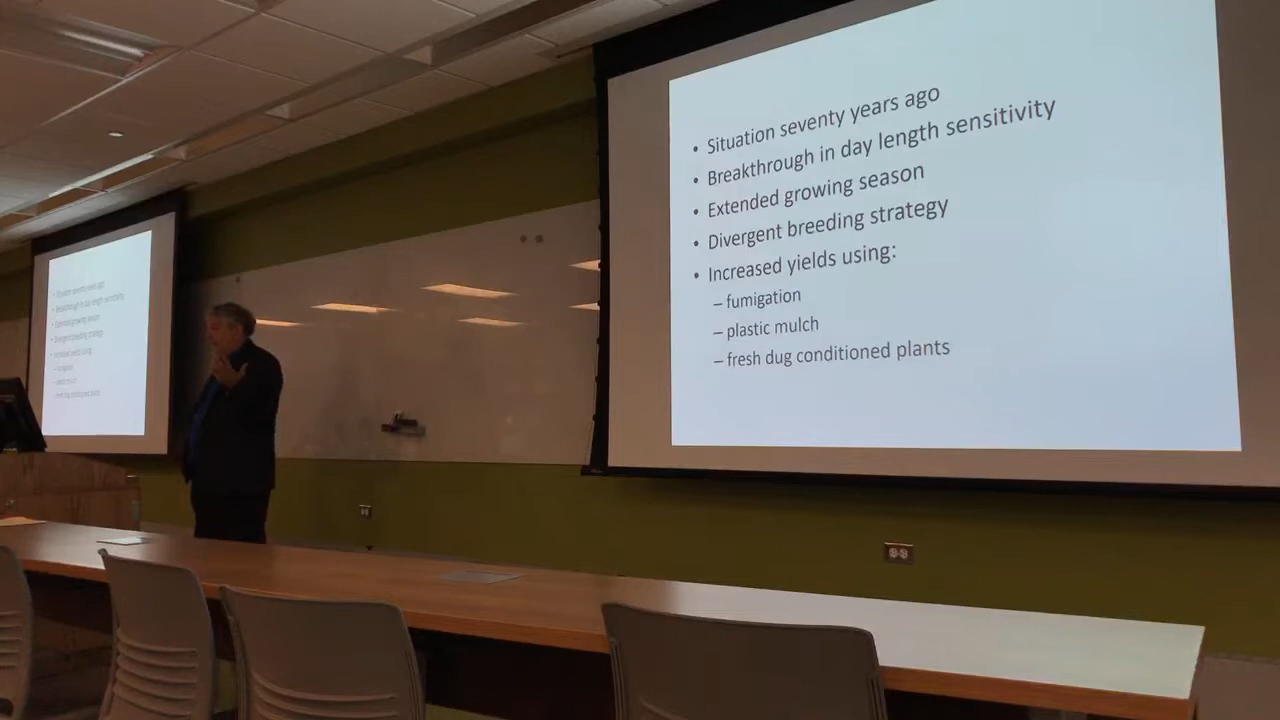 • Situation seventy years ago
• Breakthrough in day length sensitivity
• Extended growing season
• Divergent breeding strategy
• Increased yields using:
– fumigation
– plastic mulch
– fresh dug conditioned plants